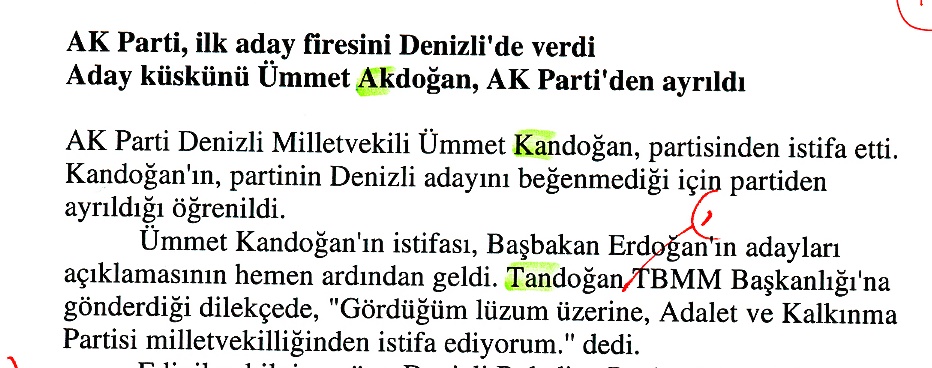 AK Parti, ilk aday firesini Denizli'de verdi
Aday küskünü Ümmet Akdoğan, AK Parti'den ayrıldı
AK Parti Denizli Milletvekili Ümmet Kandoğan, partisinden istifa etti.
Kandoğan'ın, partinin Denizli adayını beğenmediği için partiden
ayrıldığı öğrenildi.
Ümmet Kandoğan'ın istifası, Başbakan Erdoğan'ın adayları
açıklamasının hemen ardından geldi. Tandoğan TBMM Başkanlığı'na
gönderdiği dilekçede, "Gördüğüm lüzum üzerine, Adalet ve Kalkınma
Partisi milletvekilliğinden istifa ediyorum." dedi.